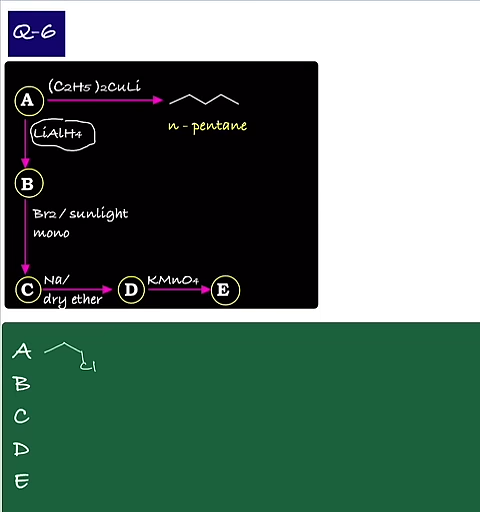 Q-6
A (C2H5)2CuLi
n - pentane
LiAlH4
B
Br2/ sunlight
mono
C Na/ dry ether D KMnO4 E
A Cl
B
C
D
E